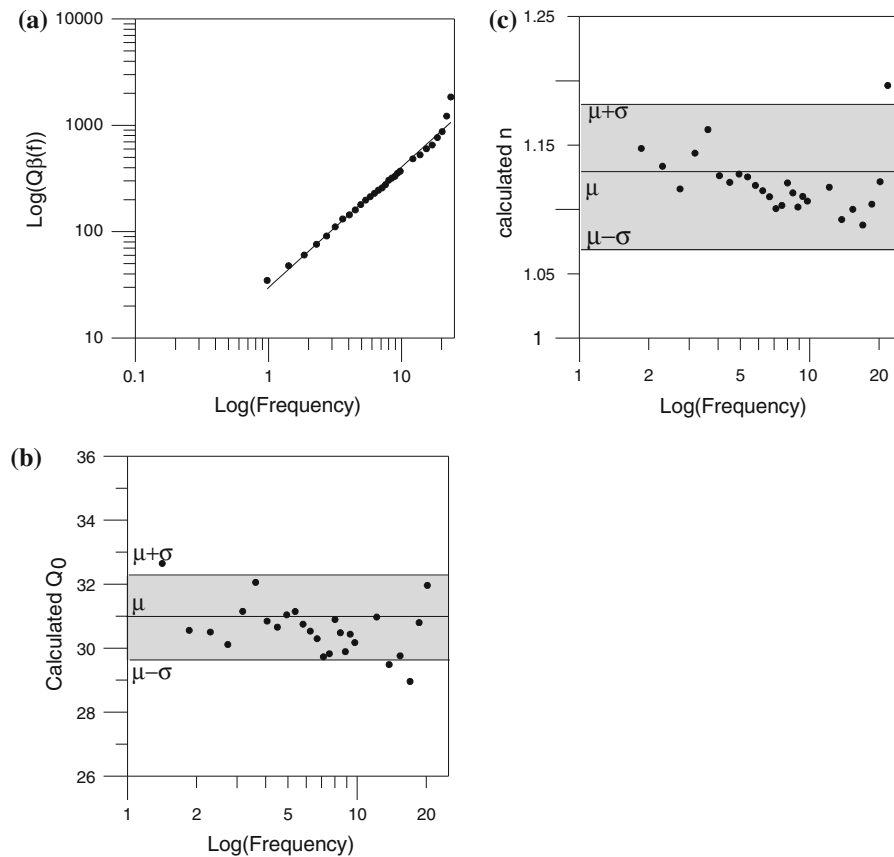 (a)
10000
1000
100
10
Log(Qβ(f))
0.1
1
10
Log(Frequency)
(c)
1.25
1.15
1.05
1
calculated n
μ+σ
μ
μ−σ
1
2
5
10
20
Log(Frequency)
(b)
36
34
32
30
28
26
Calculated Q0
μ+σ
μ
μ−σ
1
2
5
10
20
Log(Frequency)